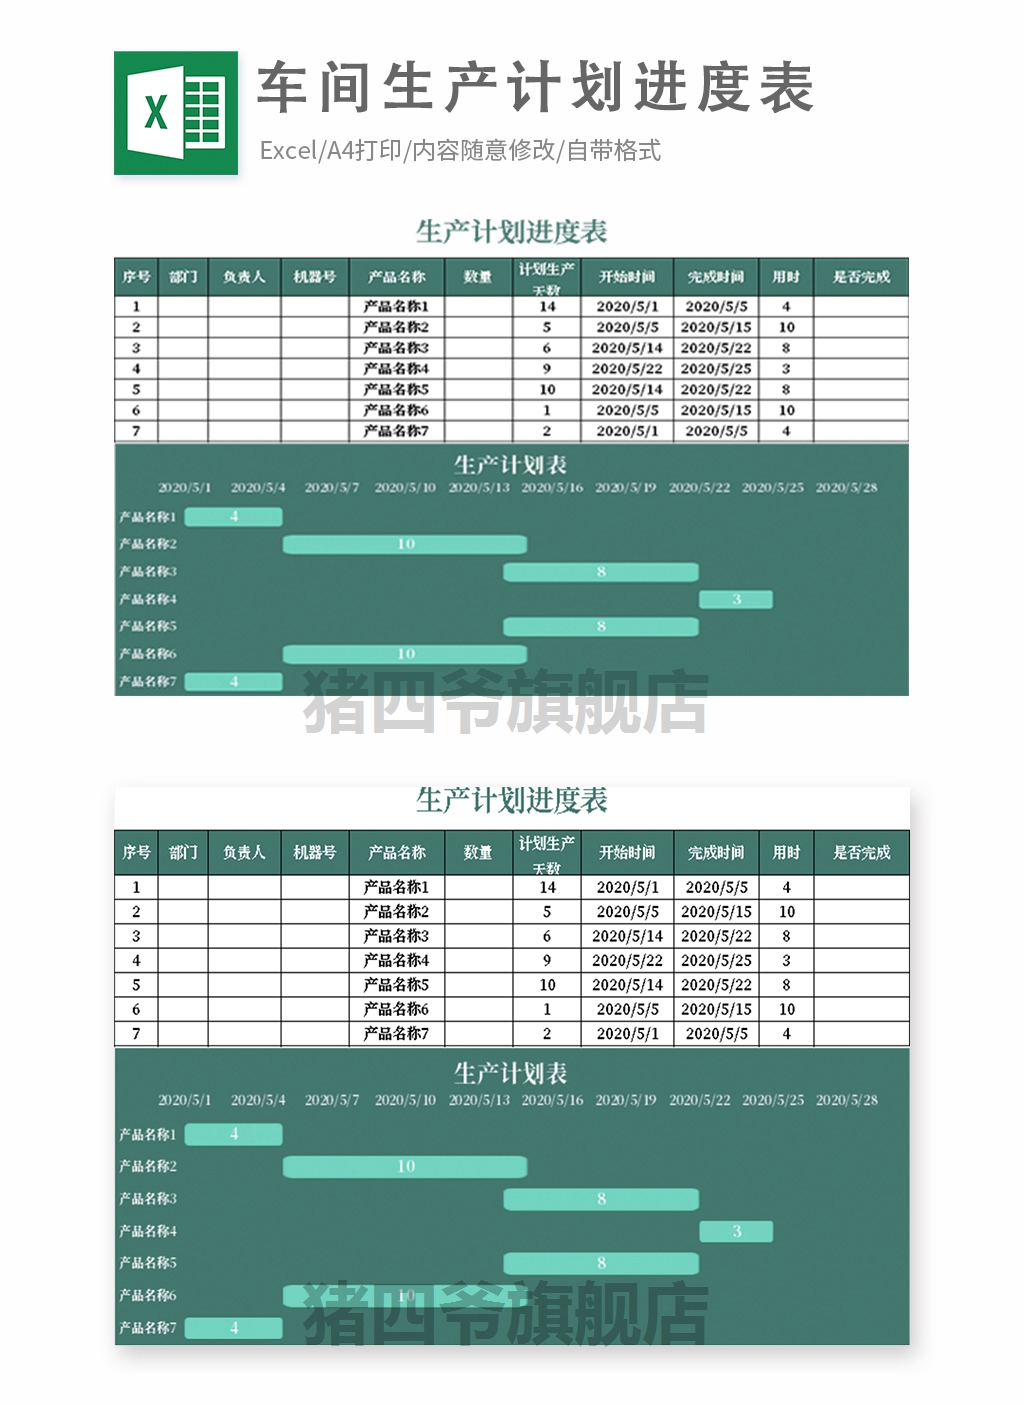 X
车间生产计划进度表
Excel/A4打印/内容随意修改/自带格式
生产计划进度表
序号 部门 负责人 机器号 产品名称 数量 计划生产天数 开始时间 完成时间 用时 是否完成
1 产品名称1 14 2020/5/1 2020/5/5 4
2 产品名称2 5 2020/5/5 2020/5/15 10
3 产品名称3 6 2020/5/14 2020/5/22 8
4 产品名称4 9 2020/5/22 2020/5/25 3
5 产品名称5 10 2020/5/14 2020/5/22 8
6 产品名称6 1 2020/5/5 2020/5/15 10
7 产品名称7 2 2020/5/1 2020/5/5 4
生产计划表
2020/5/1 2020/5/4 2020/5/7 2020/5/10 2020/5/13 2020/5/16 2020/5/19 2020/5/22 2020/5/25 2020/5/28
产品名称1 4
产品名称2 10
产品名称3 8
产品名称4 3
产品名称5 8
产品名称6 10
产品名称7 4
猪四爷旗舰店
生产计划进度表
序号 部门 负责人 机器号 产品名称 数量 计划生产天数 开始时间 完成时间 用时 是否完成
1 产品名称1 14 2020/5/1 2020/5/5 4
2 产品名称2 5 2020/5/5 2020/5/15 10
3 产品名称3 6 2020/5/14 2020/5/22 8
4 产品名称4 9 2020/5/22 2020/5/25 3
5 产品名称5 10 2020/5/14 2020/5/22 8
6 产品名称6 1 2020/5/5 2020/5/15 10
7 产品名称7 2 2020/5/1 2020/5/5 4
生产计划表
2020/5/1 2020/5/4 2020/5/7 2020/5/10 2020/5/13 2020/5/16 2020/5/19 2020/5/22 2020/5/25 2020/5/28
产品名称1 4
产品名称2 10
产品名称3 8
产品名称4 3
产品名称5 8
产品名称6 10
产品名称7 4
猪四爷旗舰店